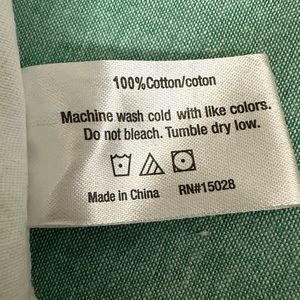 100%Cotton/coton
Machine wash cold with like colors.
Do not bleach. Tumble dry low.
Made in China RN#15028